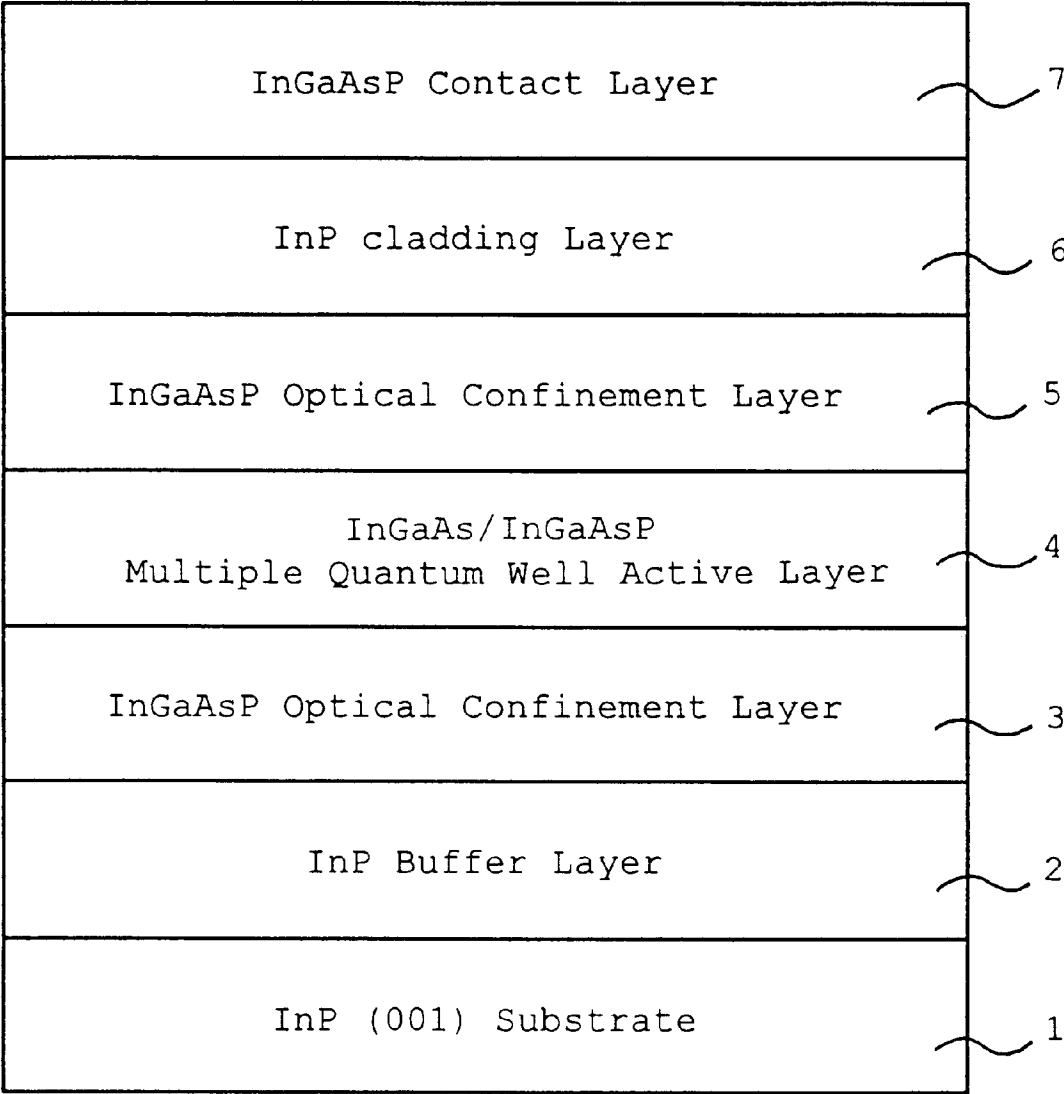 InGaAsP Contact Layer
7
InP cladding Layer
6
InGaAsP Optical Confinement Layer
5
InGaAs/InGaAsP
Multiple Quantum Well Active Layer
4
InGaAsP Optical Confinement Layer
3
InP Buffer Layer
2
InP (001) Substrate
1